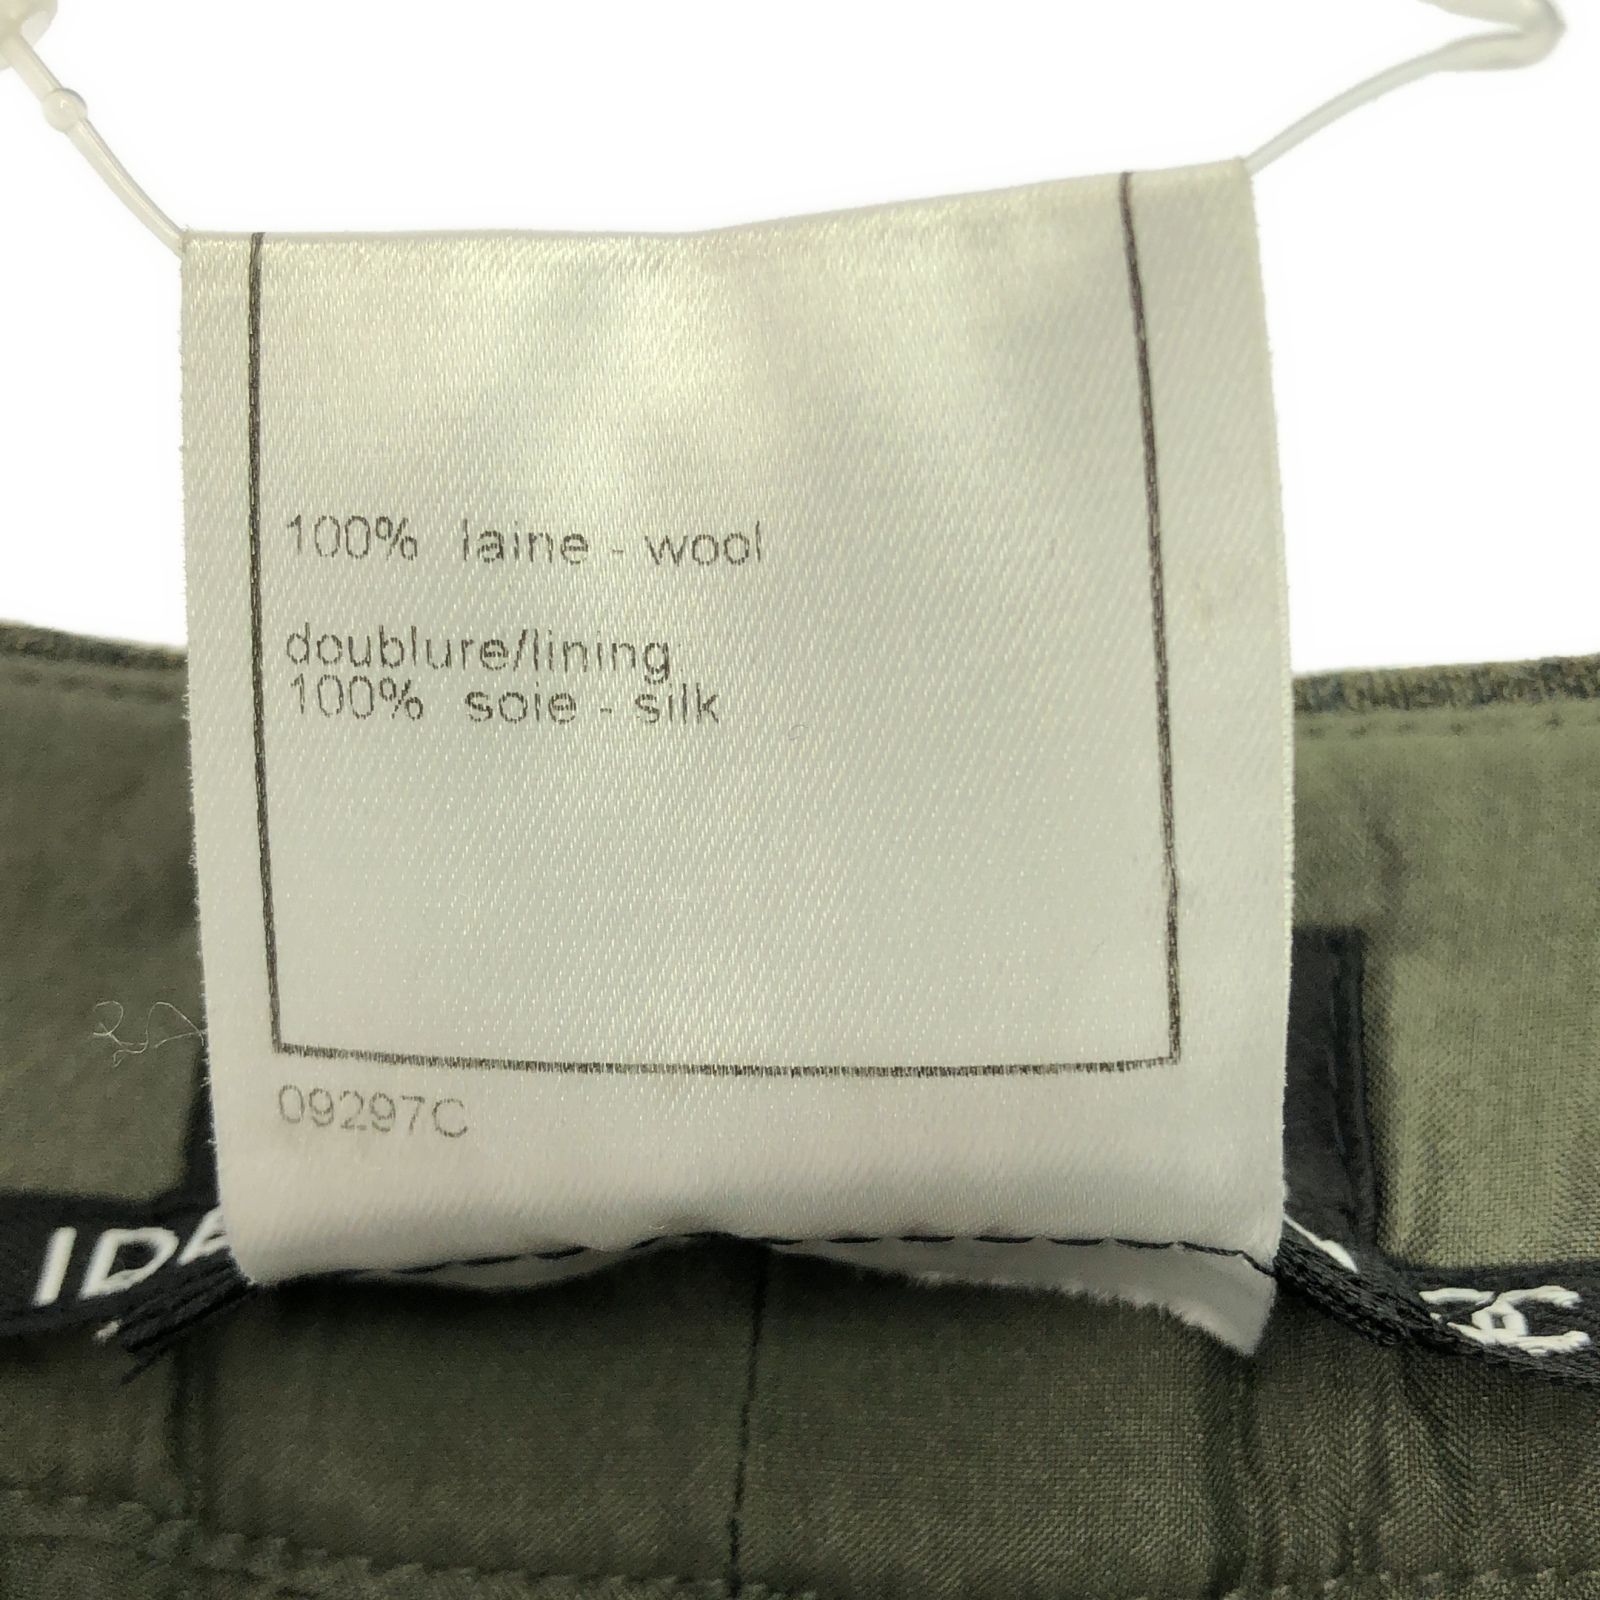 100% laine - wool
doublure/lining
100% soie - silk
09297C